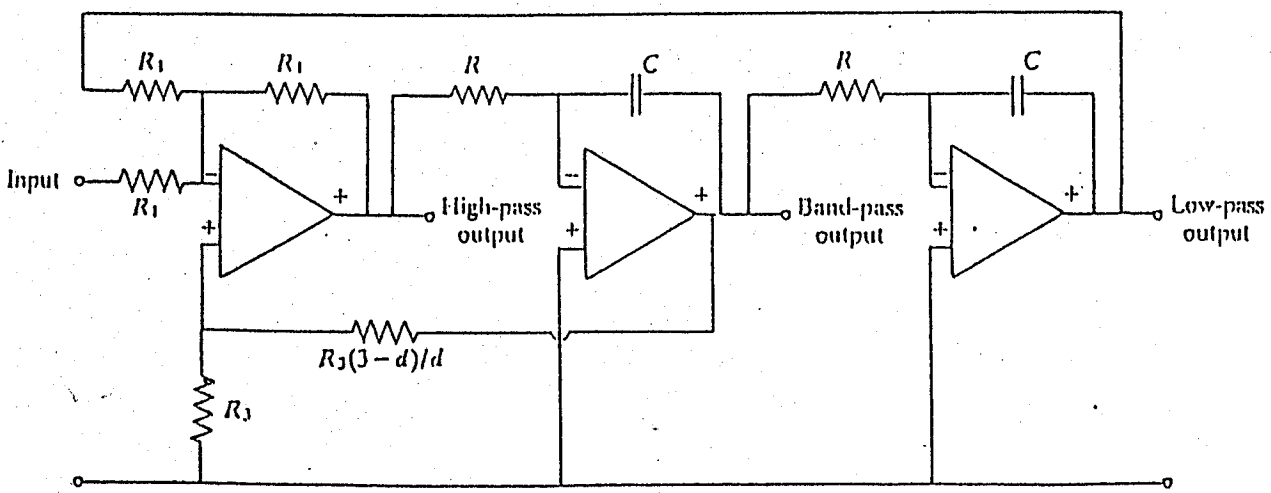 R₁
R₁
R
C
R
C
Input
R₁
−
+
+
High-pass
output
−
+
+
Band-pass
output
−
+
+
Low-pass
output
R₃(3 − d)/d
R₃